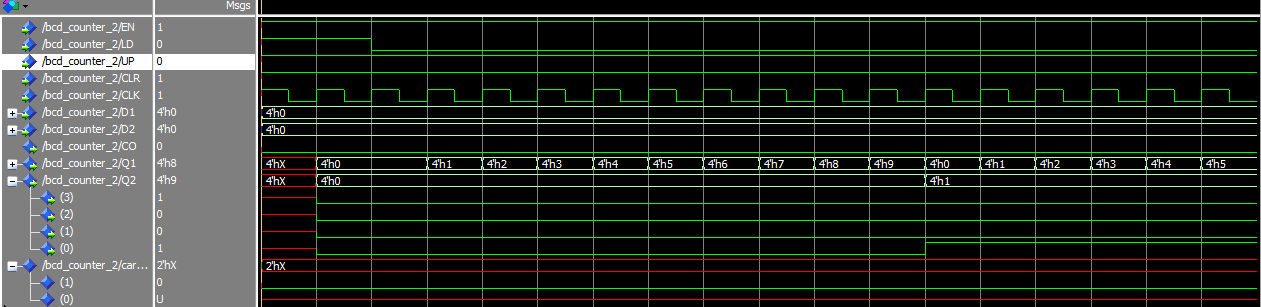 Msgs
/bcd_counter_2/EN 1
/bcd_counter_2/LD 0
/bcd_counter_2/UP 0
/bcd_counter_2/CLR 1
/bcd_counter_2/CLK 1
/bcd_counter_2/D1 4'h0 4'h0
/bcd_counter_2/D2 4'h0 4'h0
/bcd_counter_2/CO 0
/bcd_counter_2/Q1 4'h8 4'hX 4'h0 4'h1 4'h2 4'h3 4'h4 4'h5 4'h6 4'h7 4'h8 4'h9 4'h0 4'h1 4'h2 4'h3 4'h4 4'h5
/bcd_counter_2/Q2 4'h9 4'hX 4'h0 4'h1
(3) 1
(2) 0
(1) 0
(0) 1
/bcd_counter_2/car... 2'hX 2'hX
(1) 0
(0) U